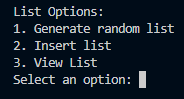 List Options:
1. Generate random list
2. Insert list
3. View List
Select an option: